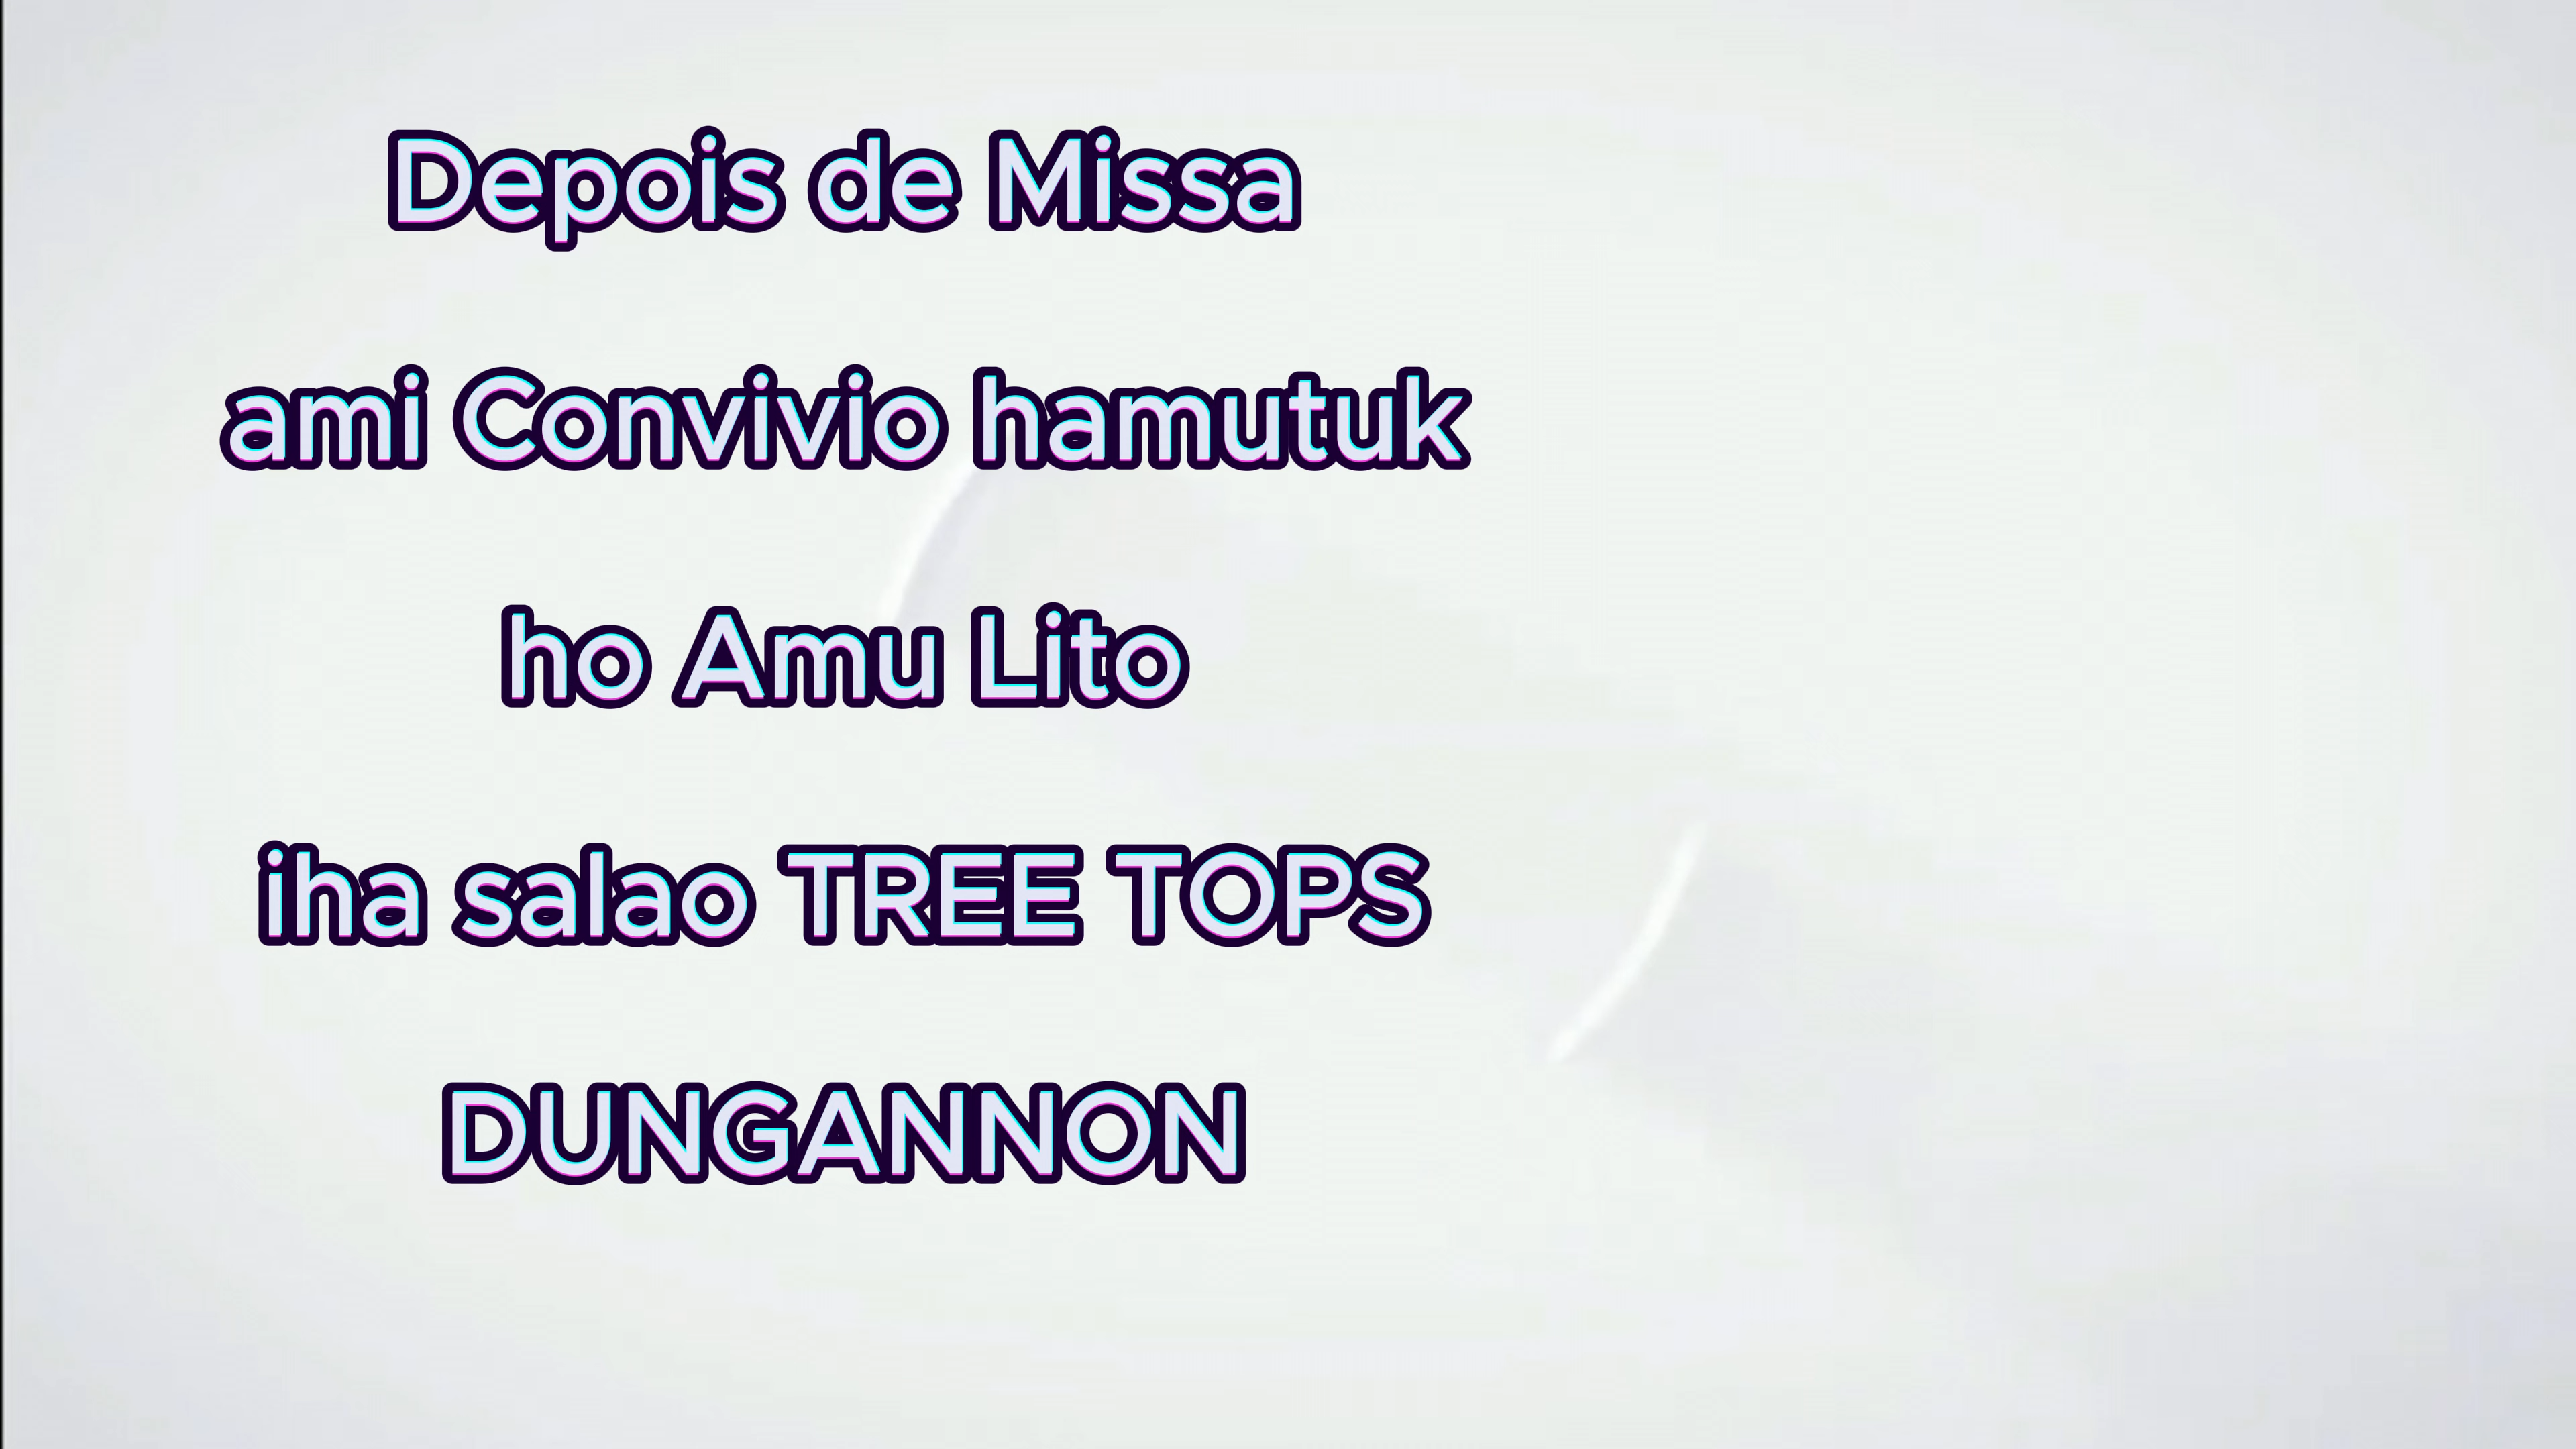 Depois de Missa
ami Convivio hamutuk
ho Amu Lito
iha salao TREE TOPS
DUNGANNON